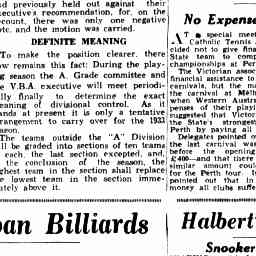 previously held out against their
executive's recommendation, for, on the
count, there was only one negative
vote, and the motion was carried.
DEFINITE MEANING
To make the position clearer, there
now remains this fact: During the play-
ing season the A. Grade committee and
the V.B.A. executive will meet periodi-
cally finally to determine the exact
meaning of divisional control. As it
stands at present it is only a tentative
arrangement to carry over for the 1933
season.
The teams outside the "A" Division
will be graded into sections of ten teams
each, the last section excepted, and,
the conclusion of the season, the
highest team in the section shall replace
the lowest team in the section imme-
diately above it.
Billiards
No Expense
AT a special meet
Catholic Tennis
cided not to give finan
State team to comp
championships at Per
The Victorian Assoc
financial assistance to
carnivals, but the ma
the carnival at Melb
when Western Austral
penses of their player
suggested that Victor
the State's strongest
Perth by paying all
Delegates pointed o
the last carnival was
before the opening
£400—and that there
similar amount could
for the Perth tour. I
pointed out that in
money all clubs suffe
Halbert
Snooker